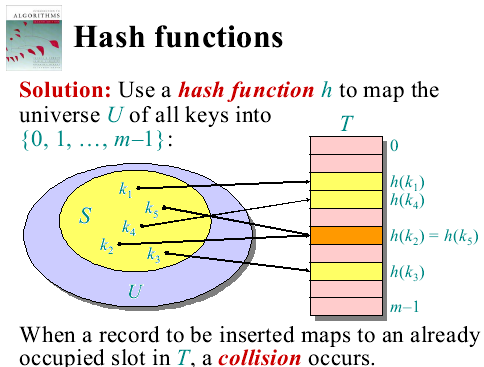 ALGORITHMS
Hash functions
Solution: Use a hash function h to map the
universe U of all keys into
{0, 1, …, m–1}:
T
0
k₁
h(k₁)
k₅
h(k₄)
S
k₄
k₂
h(k₂) = h(k₅)
k₃
h(k₃)
U
m–1
When a record to be inserted maps to an already
occupied slot in T, a collision occurs.